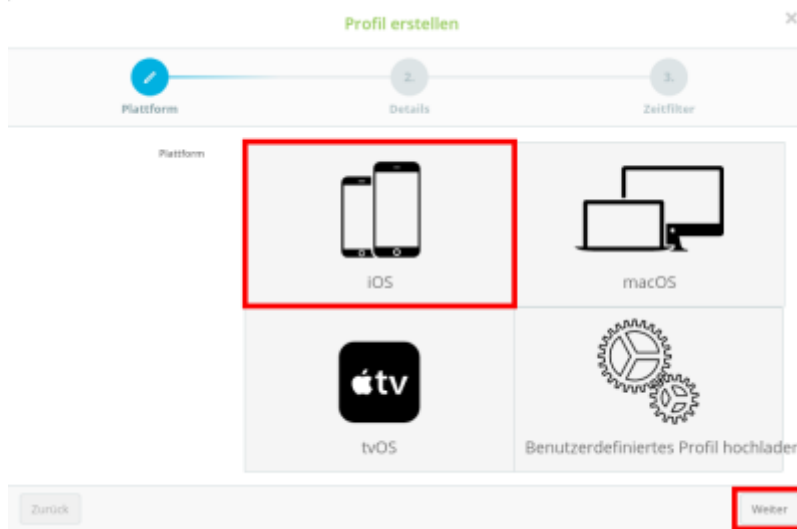 Profil erstellen
2.
3.
Plattform
Details
Zeitfilter
Plattform
iOS
macOS
tv
tvOS
Benutzerdefiniertes Profil hochladen
Zurück
Weiter